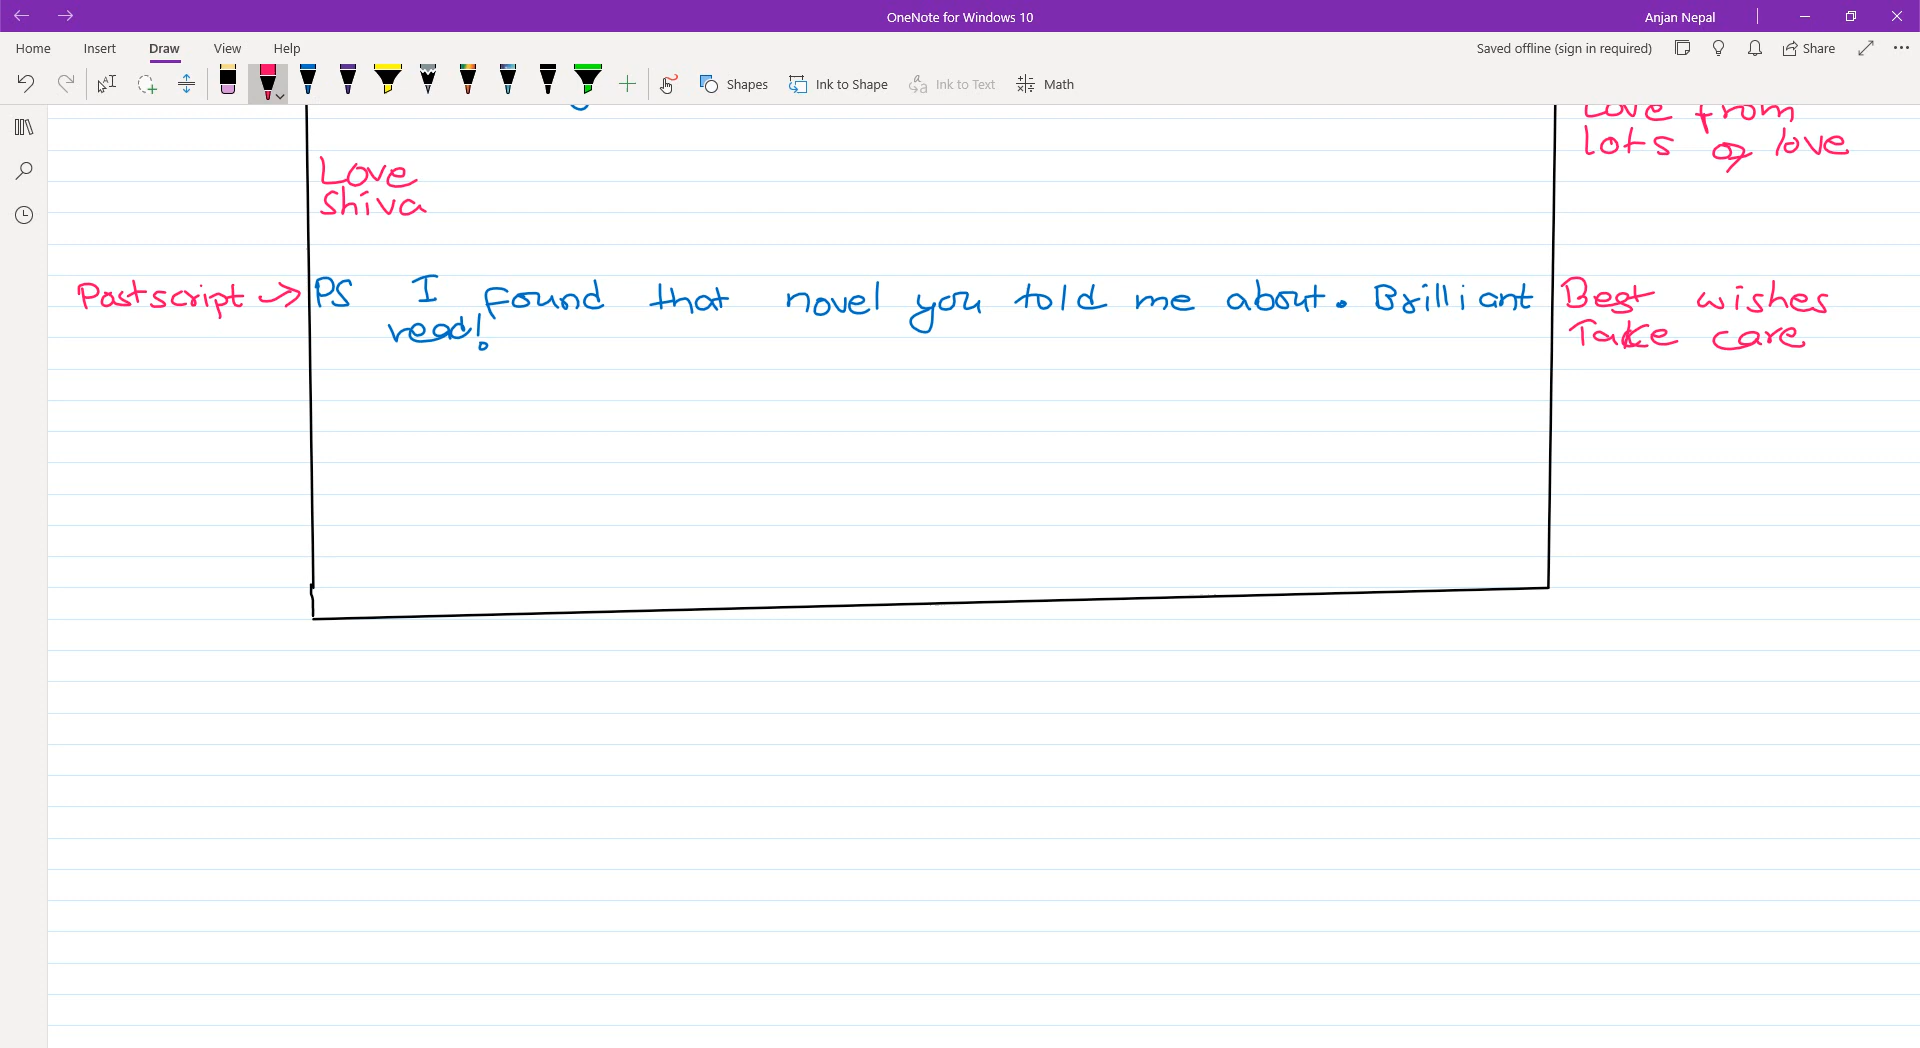 OneNote for Windows 10
Anjan Nepal
Home Insert Draw View Help
Saved offline (sign in required)
Share
Shapes
Ink to Shape
Ink to Text
Math
Love from
lots of love
Love
Shiva
Postscript → PS I found that novel you told me about. Brilliant
read!
Best wishes
Take care